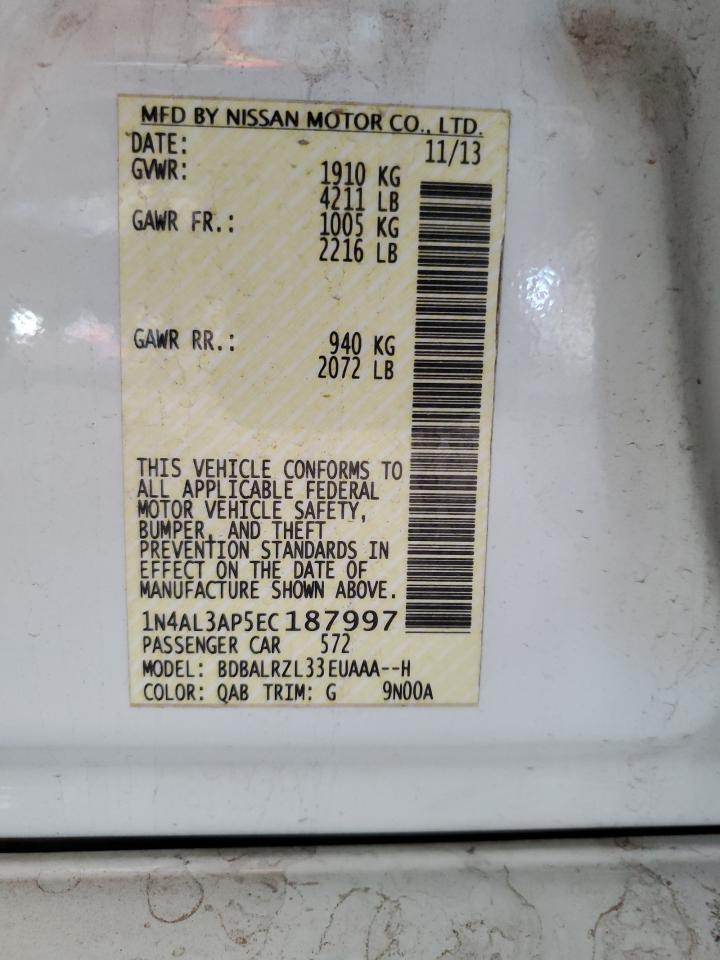 MFD BY NISSAN MOTOR CO., LTD.
DATE: 11/13
GVWR: 1910 KG
4211 LB
GAWR FR.: 1005 KG
2216 LB
GAWR RR.: 940 KG
2072 LB
THIS VEHICLE CONFORMS TO
ALL APPLICABLE FEDERAL
MOTOR VEHICLE SAFETY,
BUMPER, AND THEFT
PREVENTION STANDARDS IN
EFFECT ON THE DATE OF
MANUFACTURE SHOWN ABOVE.
1N4AL3AP5EC187997
PASSENGER CAR 572
MODEL: BDBALRZL33EUAAA--H
COLOR: QAB TRIM: G 9N00A